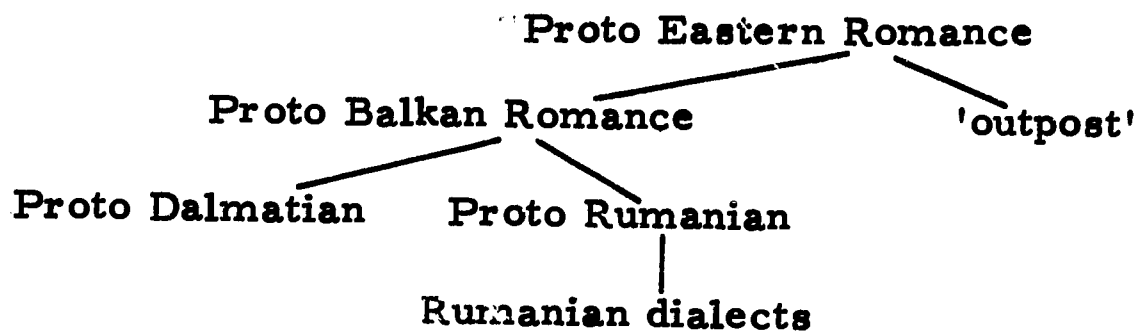 Proto Eastern Romance
Proto Balkan Romance 'outpost'
Proto Dalmatian Proto Rumanian
Rumanian dialects